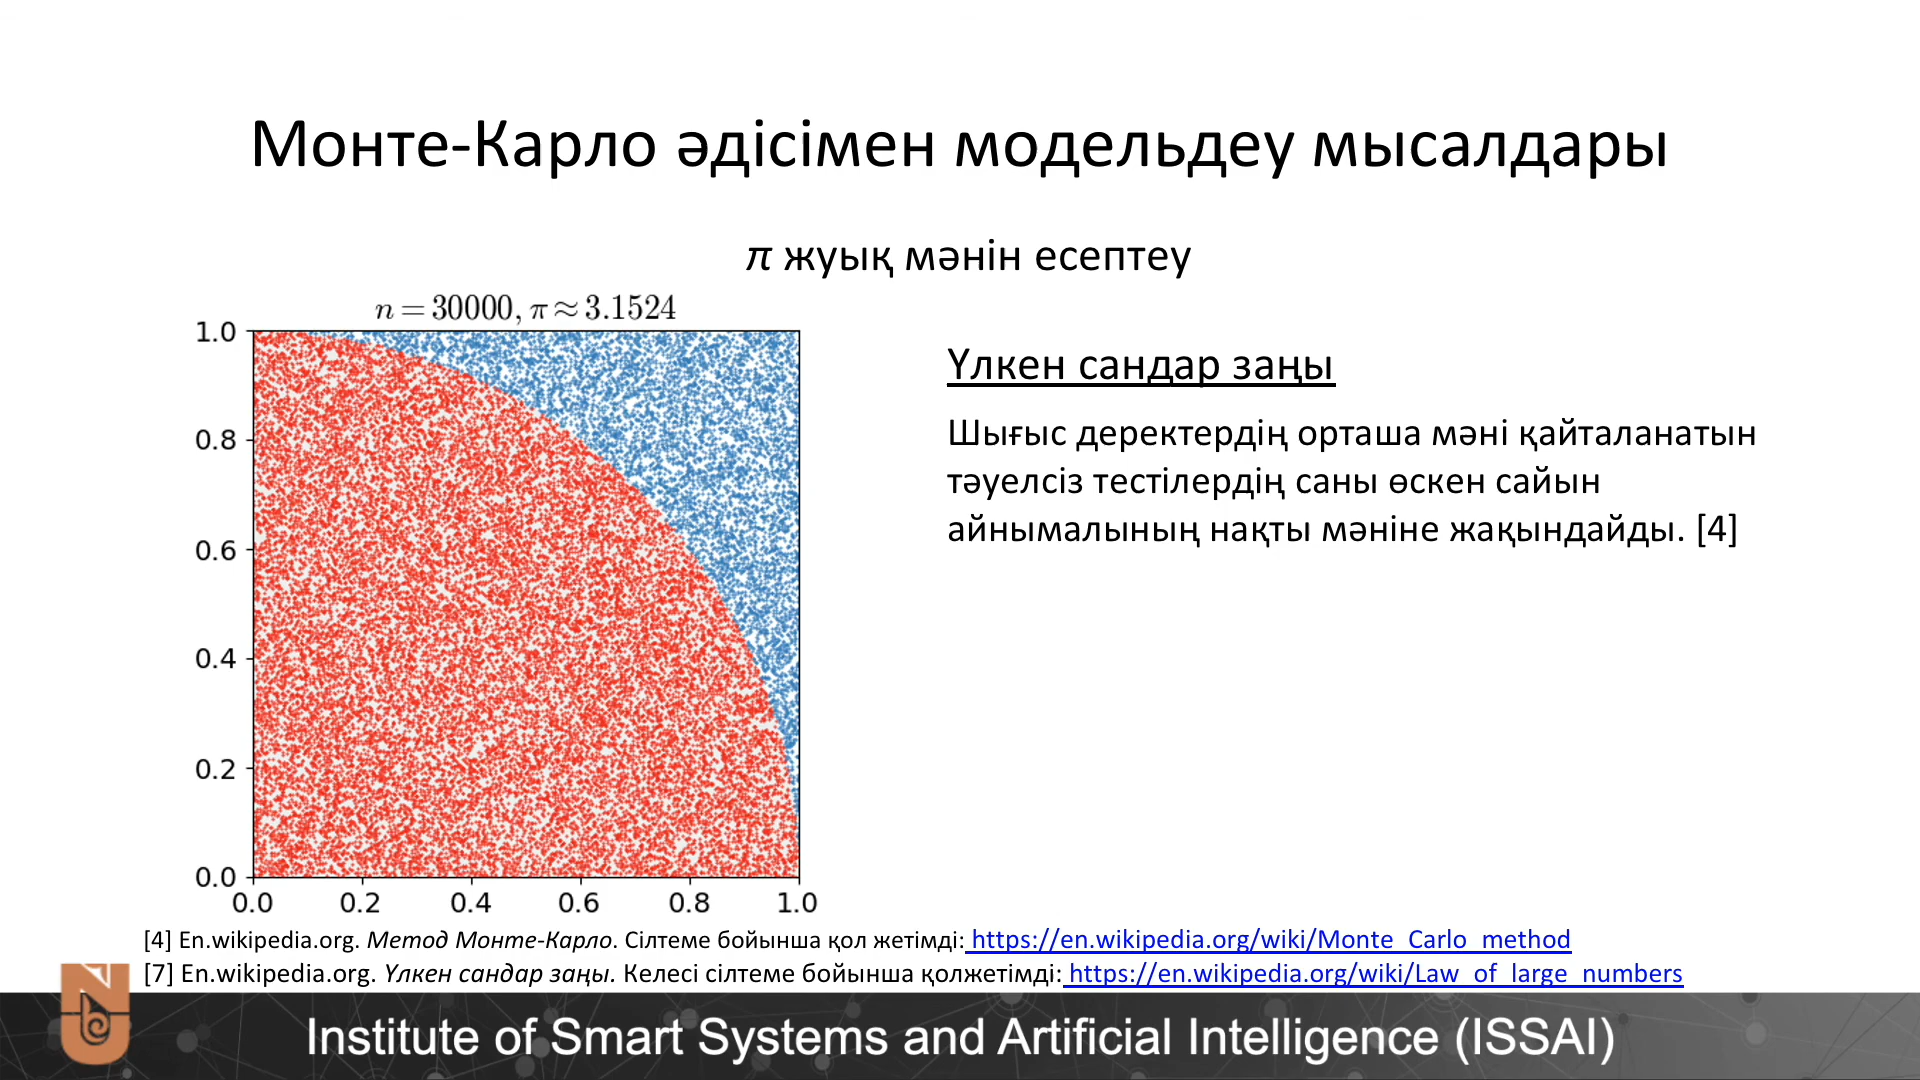 Монте-Карло әдісімен модельдеу мысалдары
π жуық мәнін есептеу
n = 30000, π ≈ 3.1524
1.0
0.8
0.6
0.4
0.2
0.0
0.0 0.2 0.4 0.6 0.8 1.0
Үлкен сандар заңы
Шығыс деректердің орташа мәні қайталанатын
тәуелсіз тестілердің саны өскен сайын
айнымалының нақты мәніне жақындайды. [4]
[4] En.wikipedia.org. Метод Монте-Карло. Сілтеме бойынша қол жетімді: https://en.wikipedia.org/wiki/Monte_Carlo_method
[7] En.wikipedia.org. Үлкен сандар заңы. Келесі сілтеме бойынша қолжетімді: https://en.wikipedia.org/wiki/Law_of_large_numbers
Institute of Smart Systems and Artificial Intelligence (ISSAI)